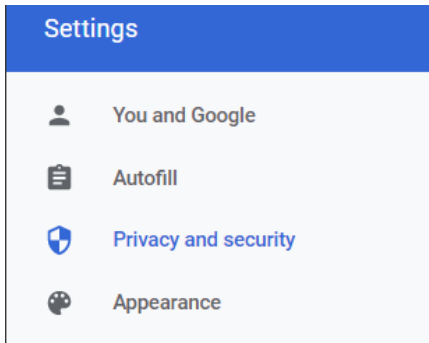 Settings
You and Google
Autofill
Privacy and security
Appearance